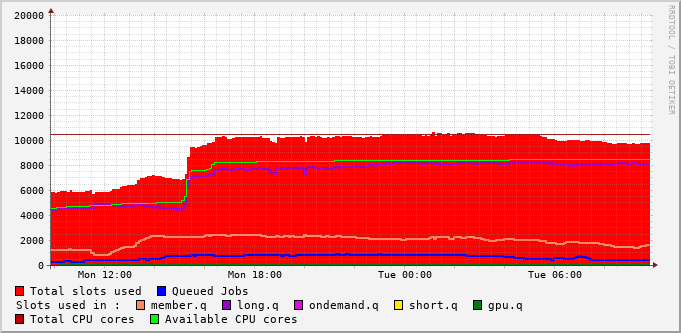 20000
18000
16000
14000
12000
10000
8000
6000
4000
2000
0
Mon 12:00 Mon 18:00 Tue 00:00 Tue 06:00
RRDTOOL / TOBI OETIKER
Total slots used Queued Jobs
Slots used in : member.q long.q ondemand.q short.q gpu.q
Total CPU cores Available CPU cores